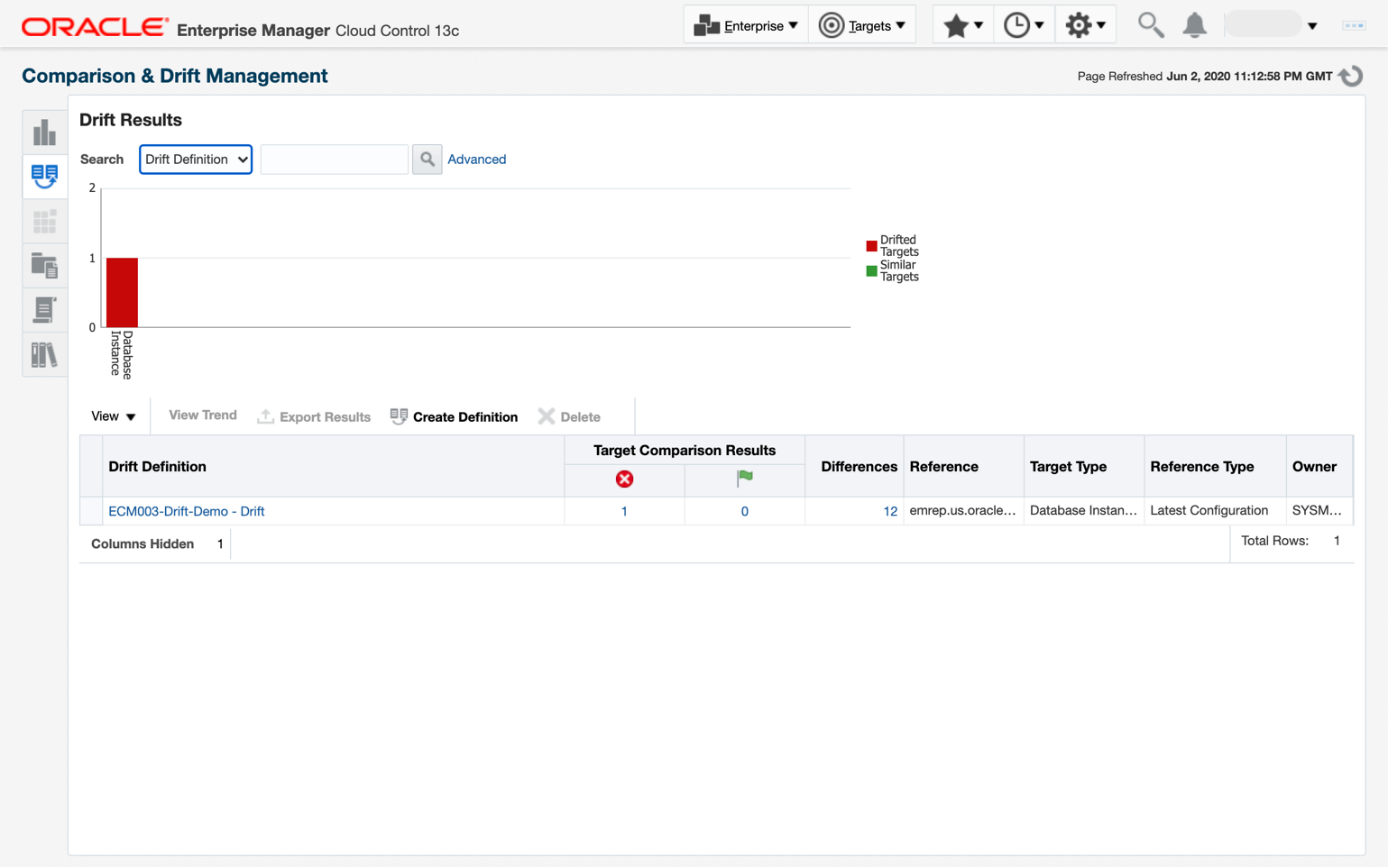 ORACLE® Enterprise Manager Cloud Control 13c
Enterprise
Targets
Comparison & Drift Management
Page Refreshed Jun 2, 2020 11:12:58 PM GMT
Drift Results
Search
Drift Definition
Advanced
2
1
0
Database
Instance
Drifted
Targets
Similar
Targets
View
View Trend
Export Results
Create Definition
Delete
Drift Definition
Target Comparison Results
Differences
Reference
Target Type
Reference Type
Owner
ECM003-Drift-Demo - Drift
1
0
12
emrep.us.oracle...
Database Instan...
Latest Configuration
SYSM...
Columns Hidden 1
Total Rows: 1